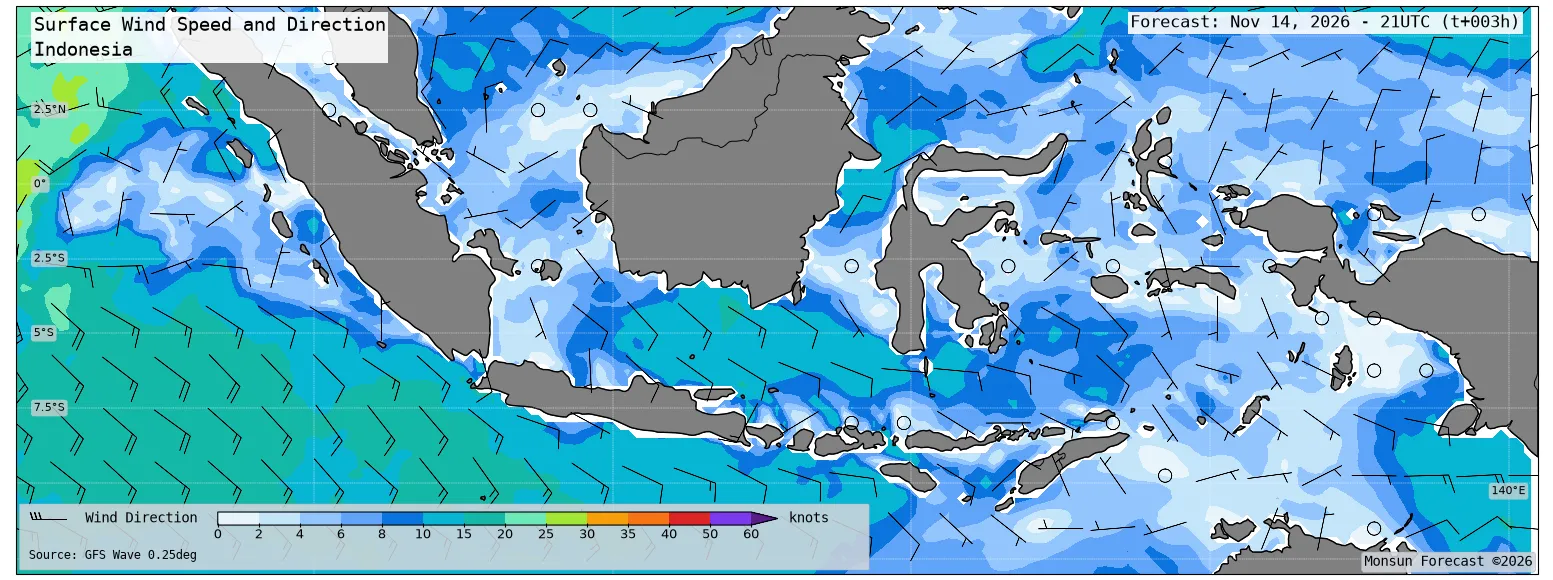 Surface Wind Speed and Direction
Indonesia
Forecast: Nov 14, 2026 - 21UTC (t+003h)
2.5°N
0°
2.5°S
5°S
7.5°S
140°E
Wind Direction
0 2 4 6 8 10 15 20 25 30 35 40 50 60
knots
Source: GFS Wave 0.25deg
Monsun Forecast ©2026